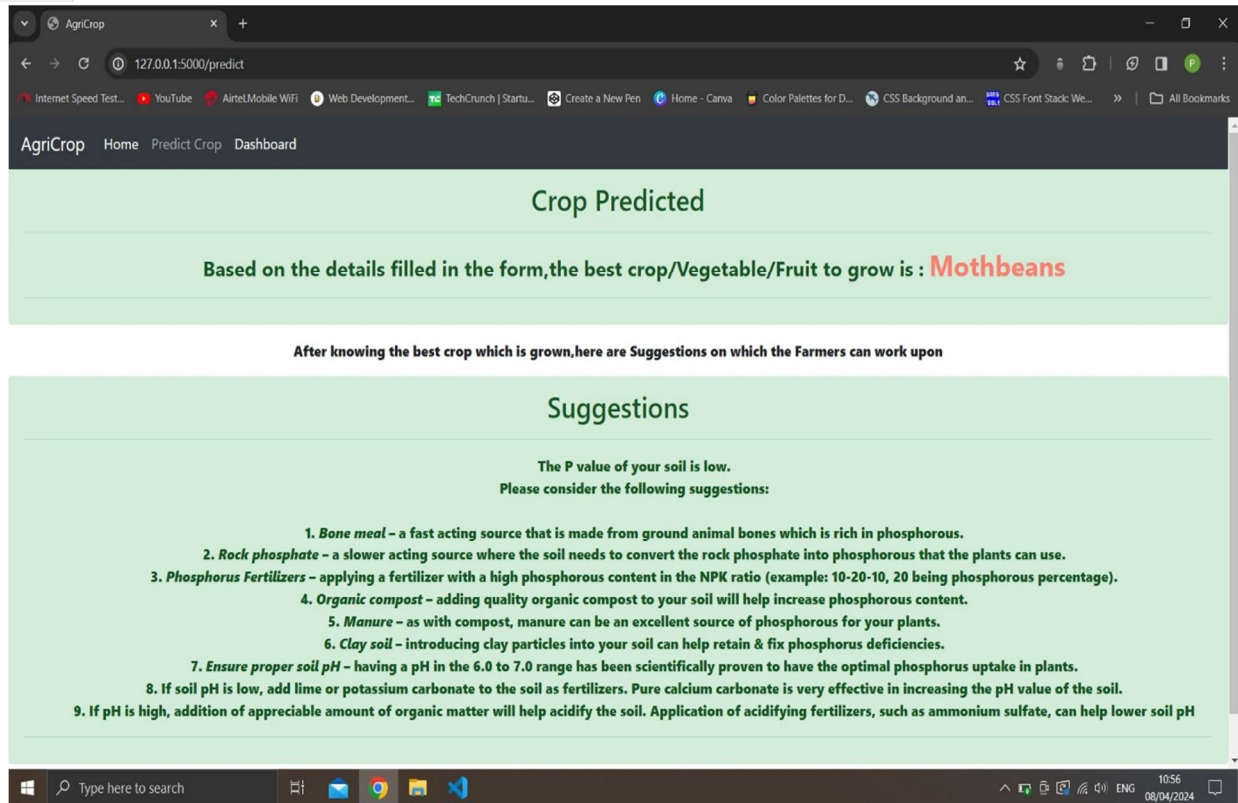 AgriCrop
127.0.0.1:5000/predict
Internet Speed Test... YouTube AirtelMobile WiFi Web Development... TechCrunch | Startu... Create a New Pen Home - Canva Color Palettes for D... CSS Background an... CSS Font Stack: We... » All Bookmarks
AgriCrop Home Predict Crop Dashboard
Crop Predicted
Based on the details filled in the form,the best crop/Vegetable/Fruit to grow is : Mothbeans
After knowing the best crop which is grown,here are Suggestions on which the Farmers can work upon
Suggestions
The P value of your soil is low.
Please consider the following suggestions:
1. Bone meal – a fast acting source that is made from ground animal bones which is rich in phosphorous.
2. Rock phosphate – a slower acting source where the soil needs to convert the rock phosphate into phosphorous that the plants can use.
3. Phosphorus Fertilizers – applying a fertilizer with a high phosphorous content in the NPK ratio (example: 10-20-10, 20 being phosphorous percentage).
4. Organic compost – adding quality organic compost to your soil will help increase phosphorous content.
5. Manure – as with compost, manure can be an excellent source of phosphorous for your plants.
6. Clay soil – introducing clay particles into your soil can help retain & fix phosphorus deficiencies.
7. Ensure proper soil pH – having a pH in the 6.0 to 7.0 range has been scientifically proven to have the optimal phosphorus uptake in plants.
8. If soil pH is low, add lime or potassium carbonate to the soil as fertilizers. Pure calcium carbonate is very effective in increasing the pH value of the soil.
9. If pH is high, addition of appreciable amount of organic matter will help acidify the soil. Application of acidifying fertilizers, such as ammonium sulfate, can help lower soil pH
Type here to search
ENG
10:56
08/04/2024